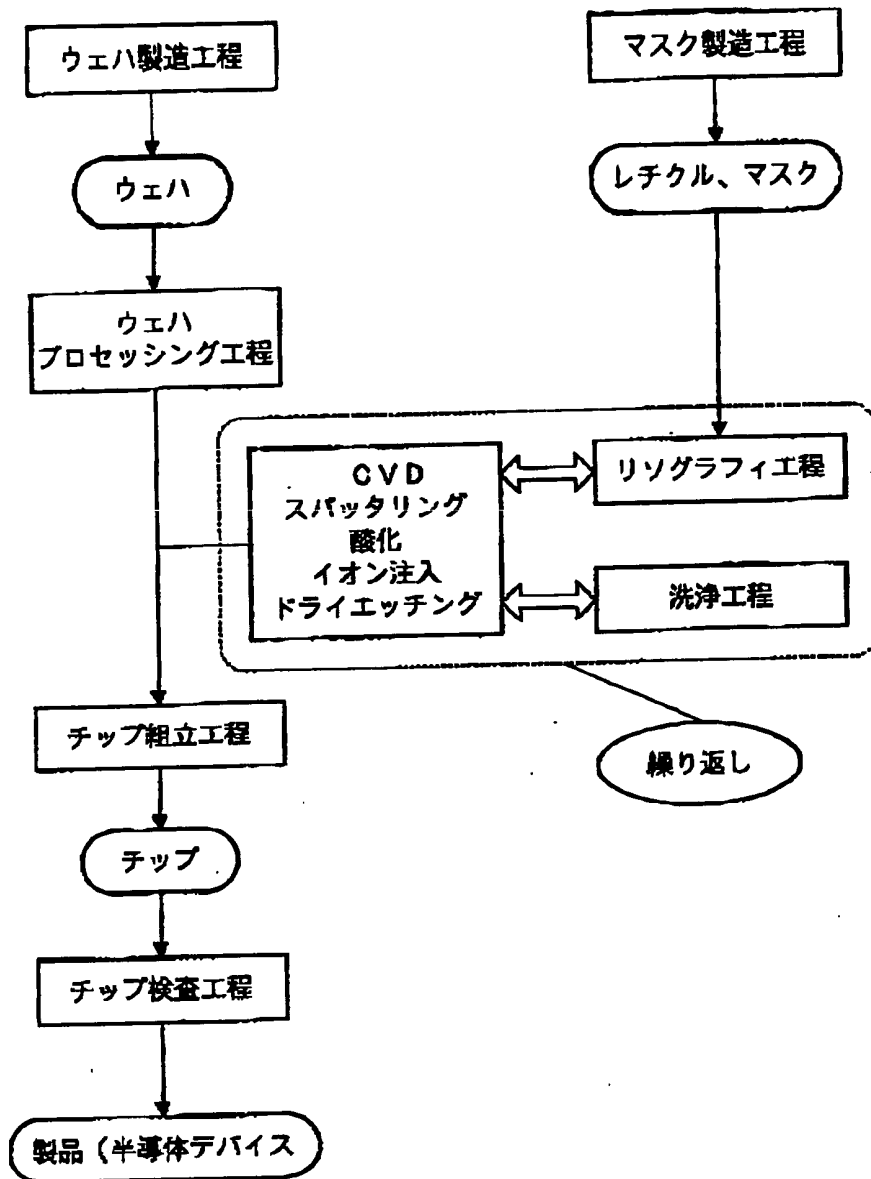 ウェハ製造工程
マスク製造工程
ウェハ
レチクル、マスク
ウェハ
プロセッシング工程
CVD
スパッタリング
酸化
イオン注入
ドライエッチング
リソグラフィ工程
洗浄工程
チップ組立工程
繰り返し
チップ
チップ検査工程
製品(半導体デバイス